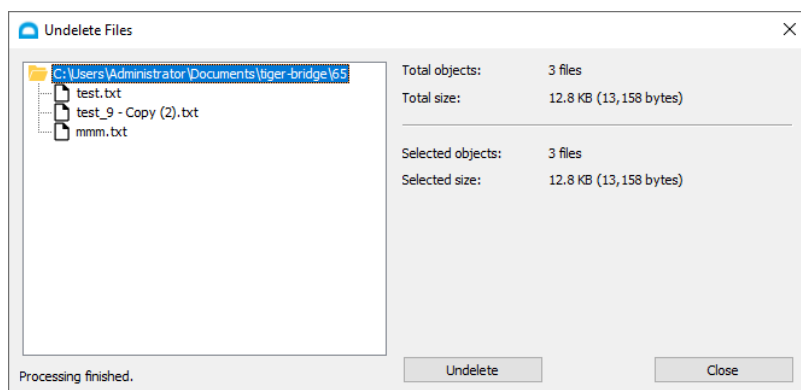 Undelete Files
C:\Users\Administrator\Documents\tiger-bridge\65
test.txt
test_9 - Copy (2).txt
mmm.txt
Total objects: 3 files
Total size: 12.8 KB (13,158 bytes)
Selected objects: 3 files
Selected size: 12.8 KB (13,158 bytes)
Processing finished.
Undelete
Close